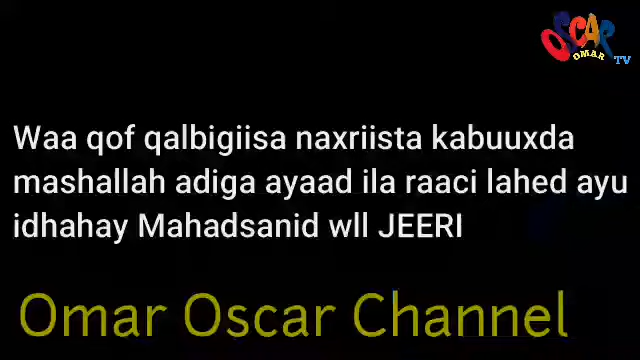 OSCAR
OMAR TV
Waa qof qalbigiisa naxriista kabuuxda
mashallah adiga ayaad ila raaci lahed ayu
idhahay Mahadsanid wll JEERI
Omar Oscar Channel